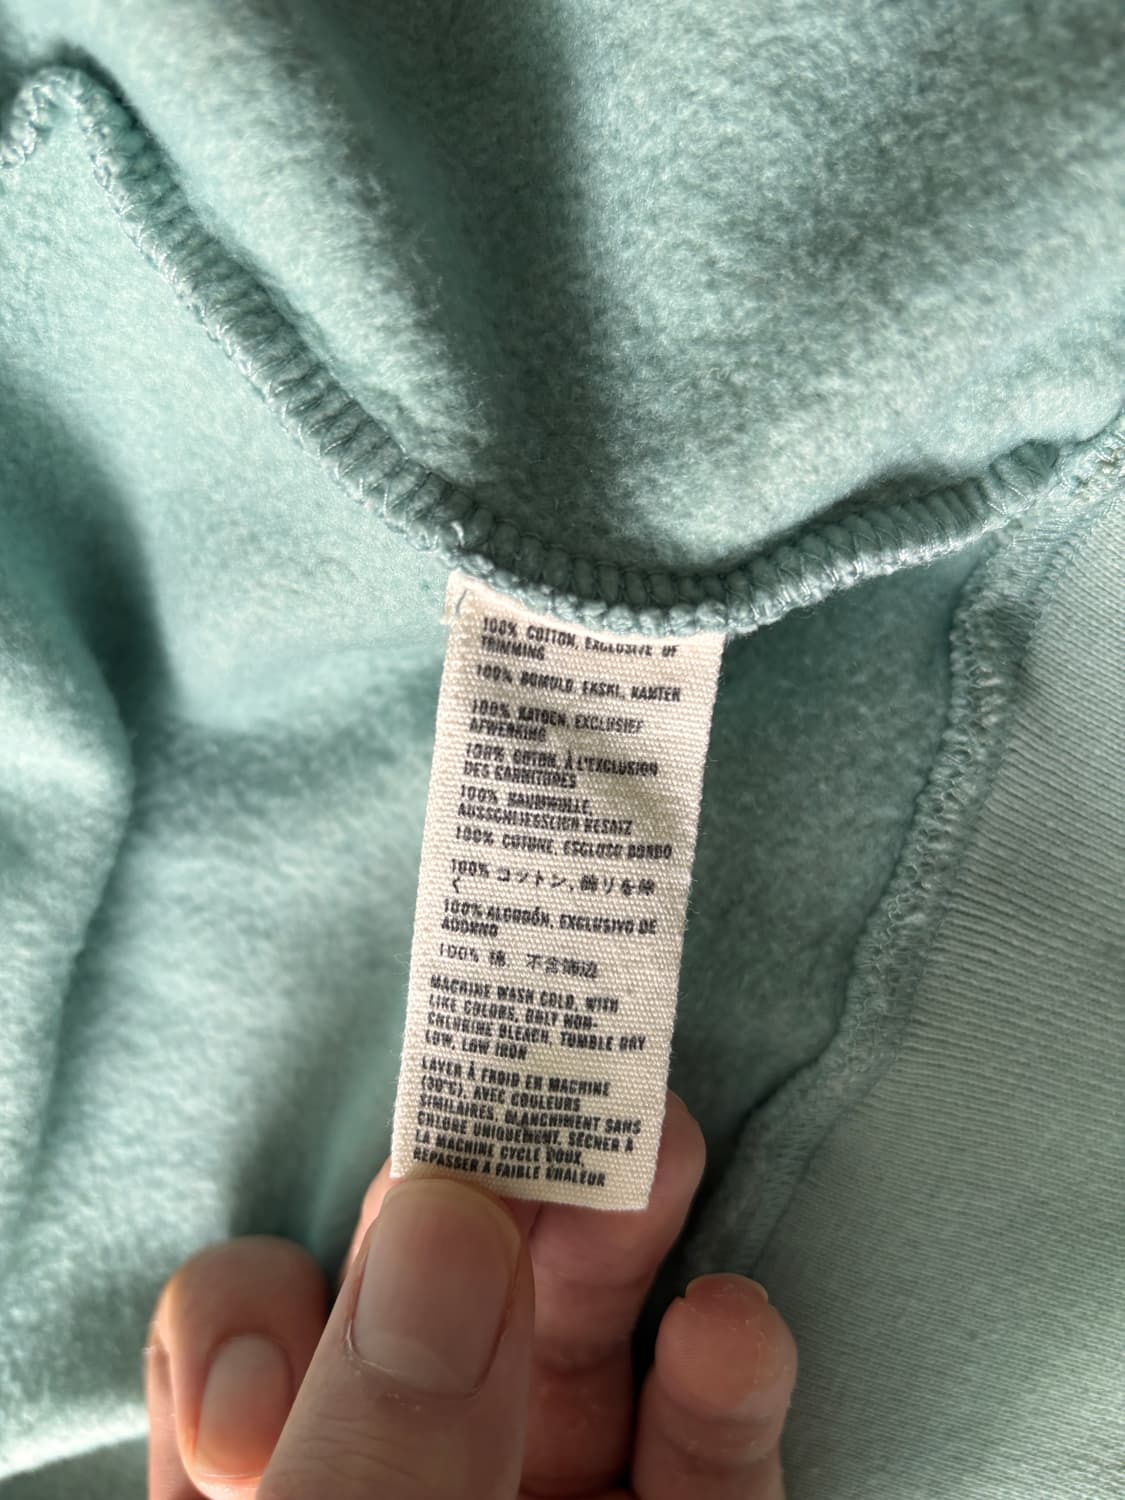 100% COTTON, EXCLUSIVE OF
TRIMMING
100% BOMULD, EKSKL. KANTER
100% KATOEN, EXCLUSIEF
AFWERKING
100% COTON, À L'EXCLUSION
DES GARNITURES
100% BAUMWOLLE,
AUSSCHLIESSLICH BESATZ
100% COTONE, ESCLUSO BORDO
100% コットン, 飾りを除
く
100% ALGODÓN, EXCLUSIVO DE
ADORNO
100% 棉 不含饰边
MACHINE WASH COLD, WITH
LIKE COLORS, ONLY NON-
CHLORINE BLEACH, TUMBLE DRY
LOW, LOW IRON
LAVER À FROID EN MACHINE
(30°C), AVEC COULEURS
SIMILAIRES, BLANCHIMENT SANS
CHLORE UNIQUEMENT, SÉCHER À
LA MACHINE CYCLE DOUX,
REPASSER À FAIBLE CHALEUR